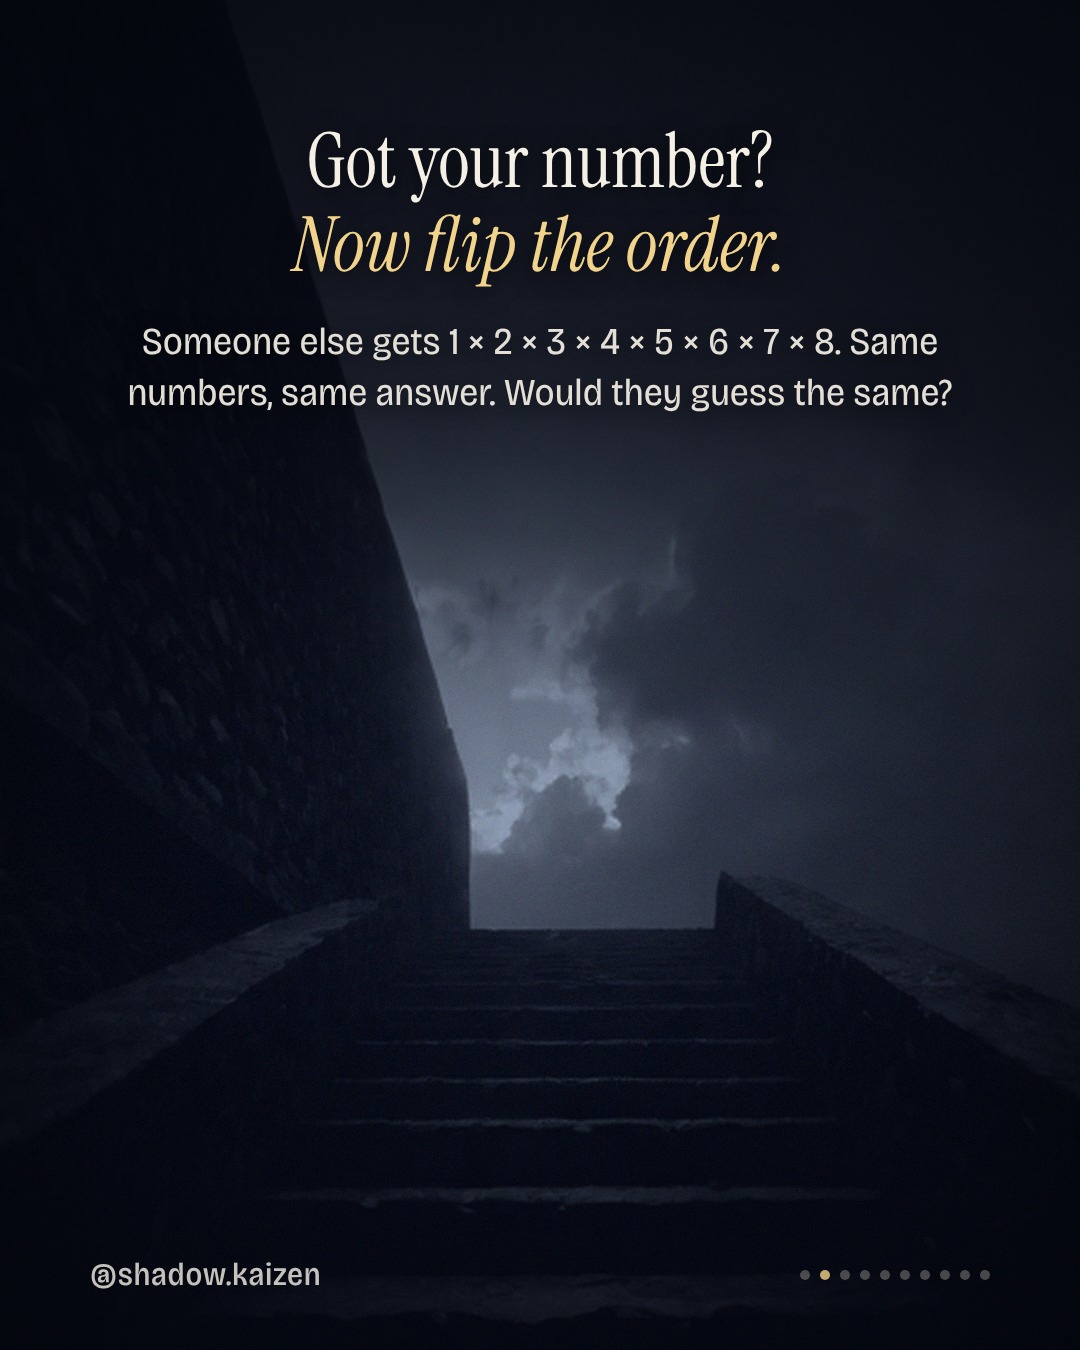 Got your number?
Now flip the order.
Someone else gets 1 × 2 × 3 × 4 × 5 × 6 × 7 × 8. Same
numbers, same answer. Would they guess the same?
@shadow.kaizen